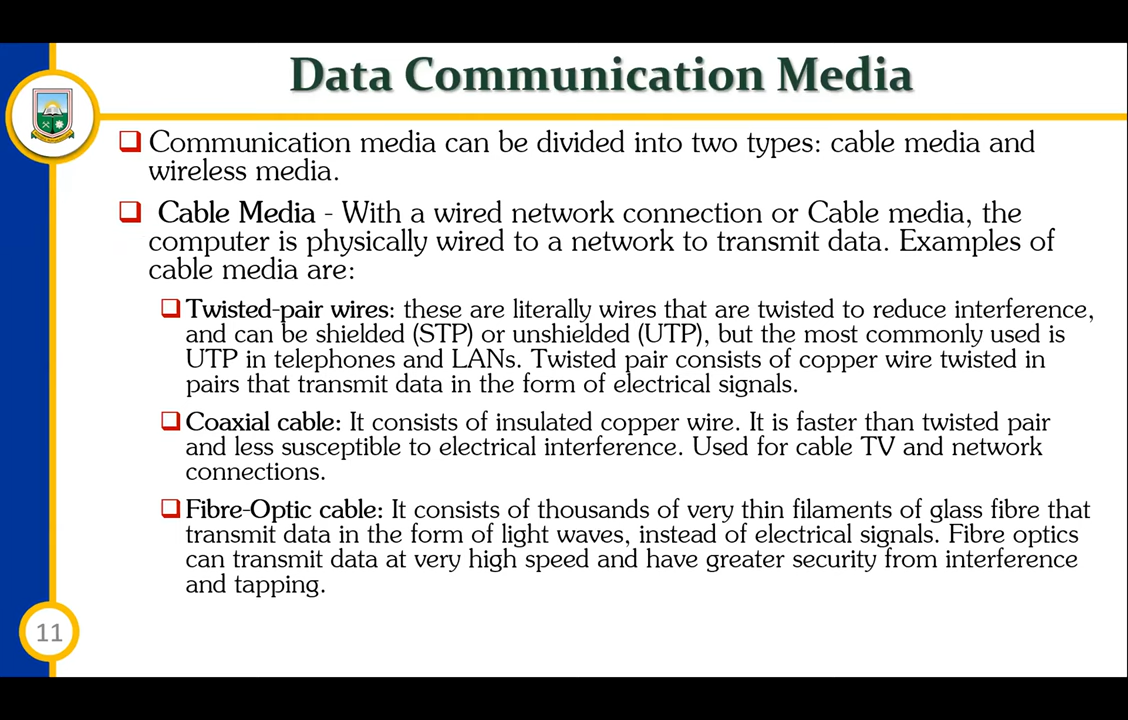 Data Communication Media
Communication media can be divided into two types: cable media and
wireless media.
Cable Media - With a wired network connection or Cable media, the
computer is physically wired to a network to transmit data. Examples of
cable media are:
Twisted-pair wires: these are literally wires that are twisted to reduce interference,
and can be shielded (STP) or unshielded (UTP), but the most commonly used is
UTP in telephones and LANs. Twisted pair consists of copper wire twisted in
pairs that transmit data in the form of electrical signals.
Coaxial cable: It consists of insulated copper wire. It is faster than twisted pair
and less susceptible to electrical interference. Used for cable TV and network
connections.
Fibre-Optic cable: It consists of thousands of very thin filaments of glass fibre that
transmit data in the form of light waves, instead of electrical signals. Fibre optics
can transmit data at very high speed and have greater security from interference
and tapping.
11